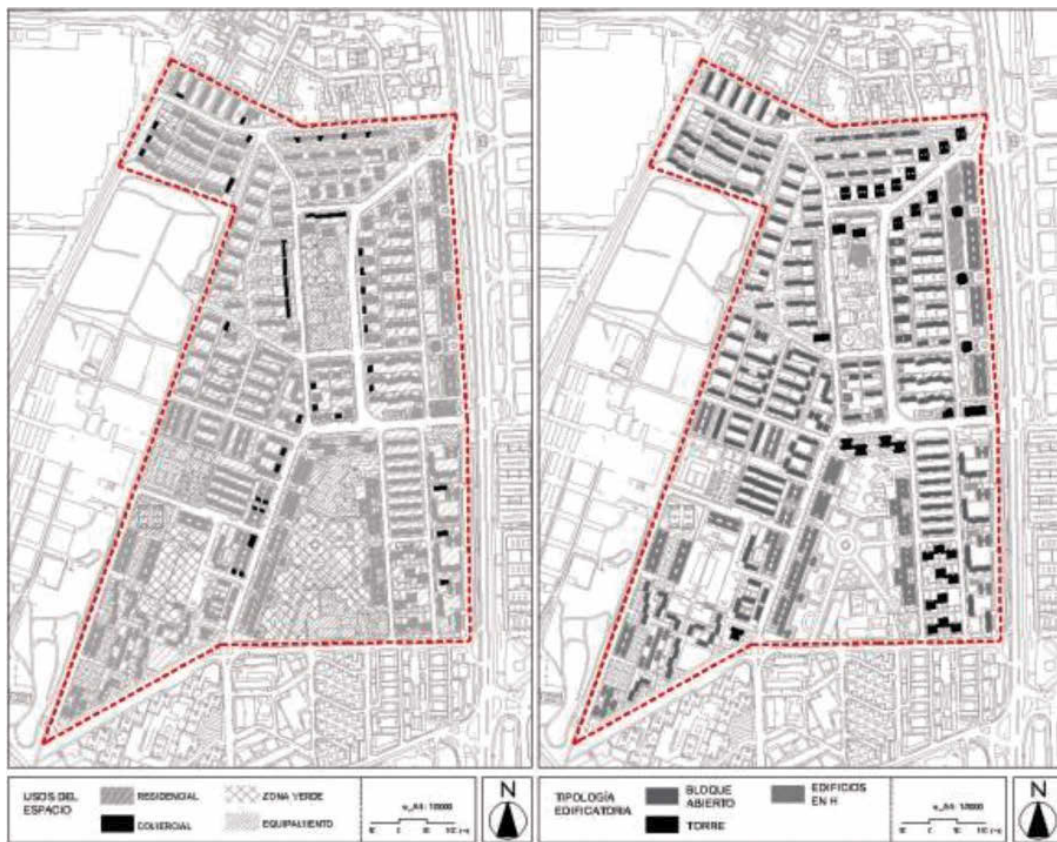 USOS DEL
ESPACIO
RESIDENCIAL
ZONA VERDE
COMERCIAL
EQUIPAMIENTO
N
TIPOLOGÍA
EDIFICATORIA
BLOQUE
ABIERTO
EDIFICIOS
EN H
TORRE
N